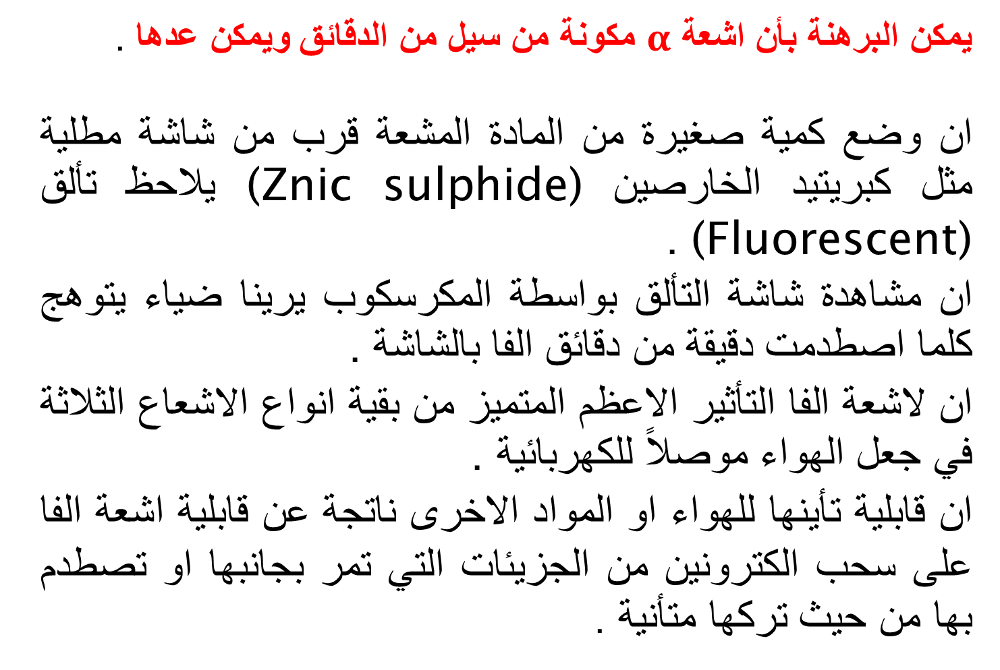 يمكن البرهنة بأن اشعة α مكونة من سيل من الدقائق ويمكن عدها .
ان وضع كمية صغيرة من المادة المشعة قرب من شاشة مطلية
مثل كبريتيد الخارصين (Znic sulphide) يلاحظ تألق
(Fluorescent) .
ان مشاهدة شاشة التألق بواسطة المكرسكوب يرينا ضياء يتوهج
كلما اصطدمت دقيقة من دقائق الفا بالشاشة .
ان لاشعة الفا التأثير الاعظم المتميز من بقية انواع الاشعاع الثلاثة
في جعل الهواء موصلاً للكهربائية .
ان قابلية تأينها للهواء او المواد الاخرى ناتجة عن قابلية اشعة الفا
على سحب الكترونين من الجزيئات التي تمر بجانبها او تصطدم
بها من حيث تركها متأنية .